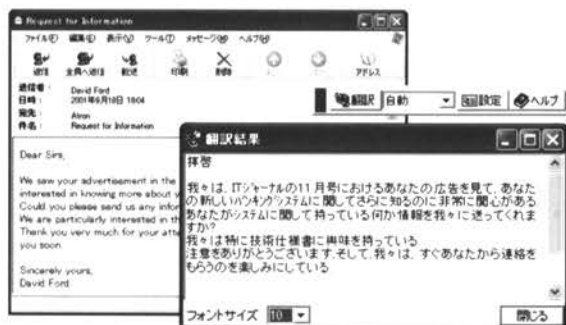 Request for Information
ファイル(F) 編集(E) 表示(V) ツール(T) メッセージ(M) ヘルプ(H)
返信 全員へ返信 転送 印刷 削除 アドレス
送信者: David Ford
日時: 2001年9月18日 18:04
宛先: Atron
件名: Request for Information
翻訳 自動 設定 ヘルプ
Dear Sirs,
We saw your advertisement in the
interested in knowing more about y
Could you please send us any infor
We are particularly interested in th
Thank you very much for your atte
you soon.
Sincerely yours,
David Ford
翻訳結果
拝啓
我々は、ITジャーナルの11月号におけるあなたの広告を見て、あなた
の新しいバンキングシステムに関してさらに知るのに非常に関心がある
あなたがシステムに関して持っている何か情報を我々に送ってくれま
すか?
我々は特に技術仕様書に興味を持っている
注意をありがとうございます.そして、我々は、すぐあなたから連絡を
もらうのを楽しみにしている
フォントサイズ 10 閉じる